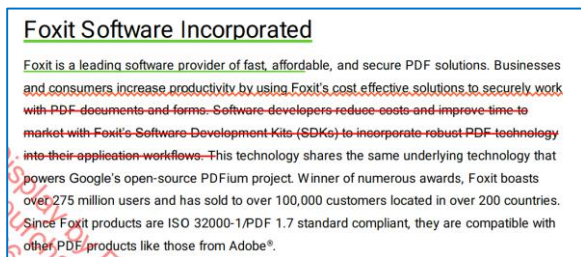 Foxit Software Incorporated
Foxit is a leading software provider of fast, affordable, and secure PDF solutions. Businesses
and consumers increase productivity by using Foxit's cost effective solutions to securely work
with PDF documents and forms. Software developers reduce costs and improve time to
market with Foxit's Software Development Kits (SDKs) to incorporate robust PDF technology
into their application workflows. This technology shares the same underlying technology that
powers Google's open-source PDFium project. Winner of numerous awards, Foxit boasts
over 275 million users and has sold to over 100,000 customers located in over 200 countries.
Since Foxit products are ISO 32000-1/PDF 1.7 standard compliant, they are compatible with
other PDF products like those from Adobe®.